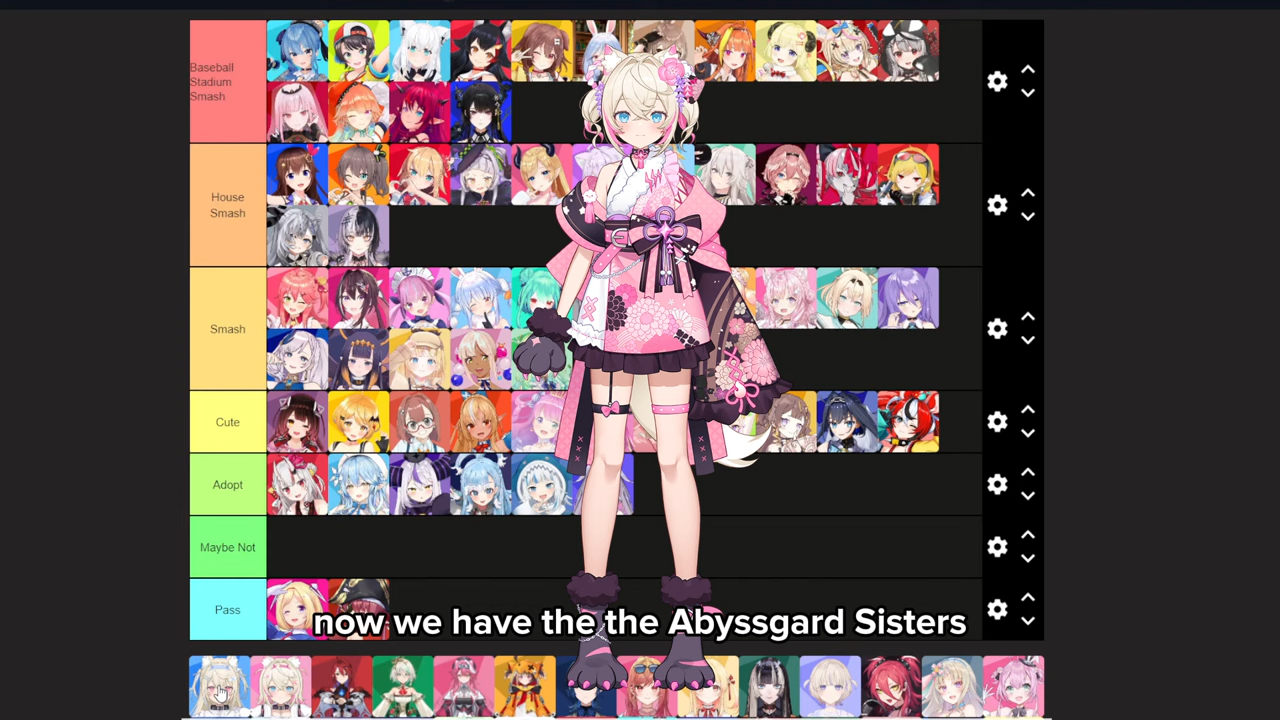 Baseball
Stadium
Smash
House
Smash
Smash
Cute
Adopt
Maybe Not
Pass
now we have the the Abyssgard Sisters